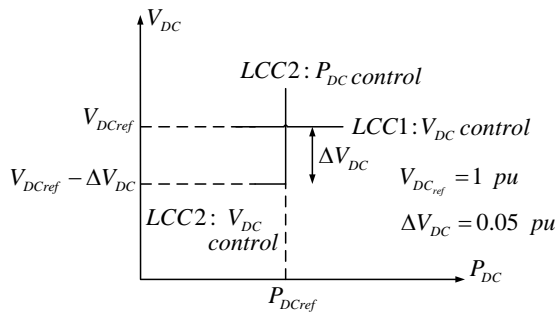 V_DC
LCC2: P_DC control
V_DCref
LCC1: V_DC control
ΔV_DC
V_DCref − ΔV_DC
V_DC_ref = 1 pu
LCC2: V_DC
control
ΔV_DC = 0.05 pu
P_DC
P_DCref